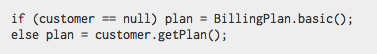 if (customer == null) plan = BillingPlan.basic();
else plan = customer.getPlan();